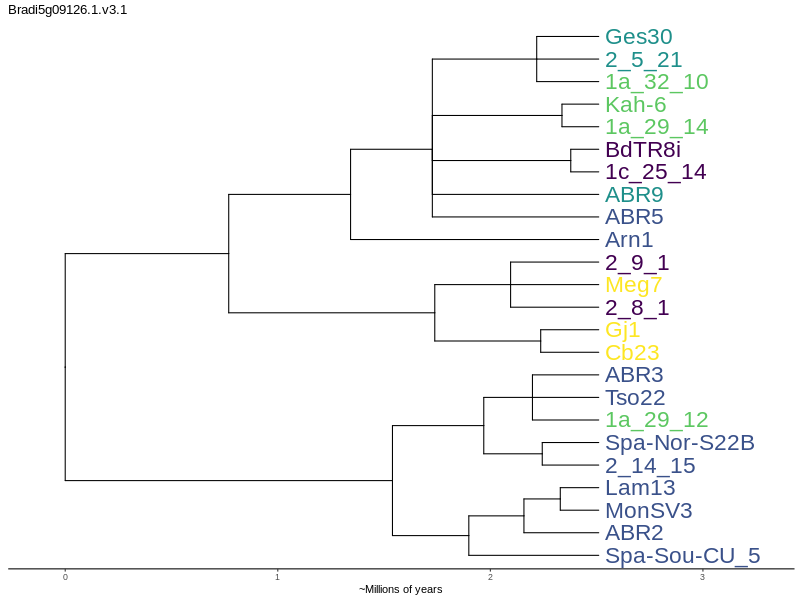 Bradi5g09126.1.v3.1
Ges30
2_5_21
1a_32_10
Kah-6
1a_29_14
BdTR8i
1c_25_14
ABR9
ABR5
Arn1
2_9_1
Meg7
2_8_1
Gj1
Cb23
ABR3
Tso22
1a_29_12
Spa-Nor-S22B
2_14_15
Lam13
MonSV3
ABR2
Spa-Sou-CU_5
0 1 2 3
~Millions of years